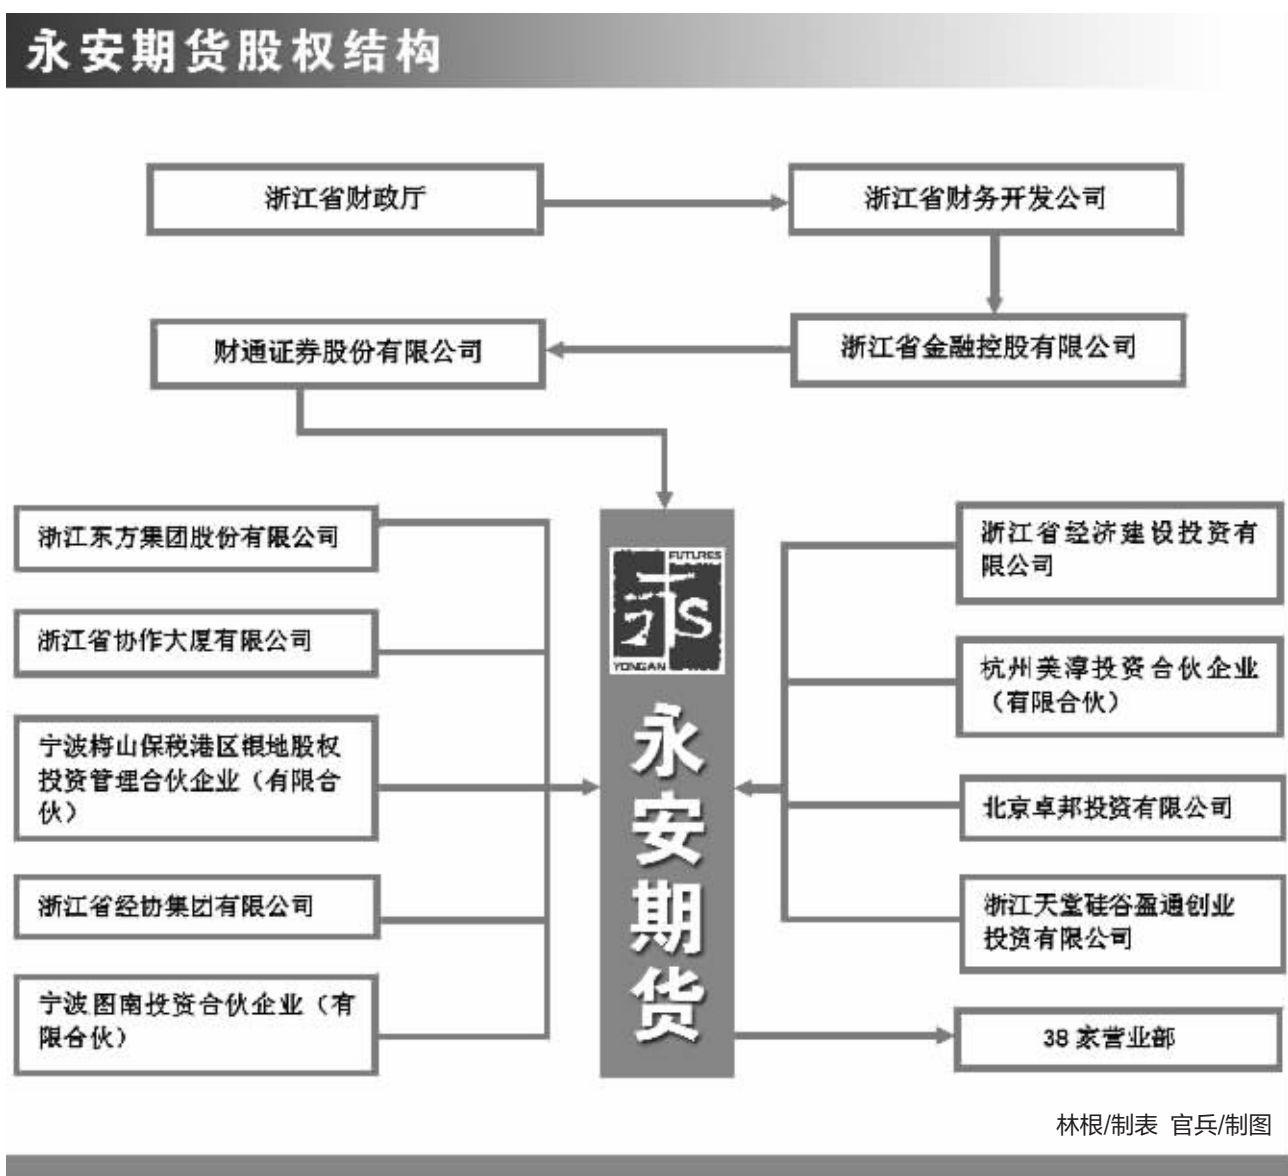 永安期货股权结构
浙江省财政厅
浙江省财务开发公司
财通证券股份有限公司
浙江省金融控股有限公司
浙江东方集团股份有限公司
浙江省协作大厦有限公司
宁波梅山保税港区粮地股权
投资管理合伙企业（有限合
伙）
浙江省经协集团有限公司
宁波图南投资合伙企业（有
限合伙）
FUTURES
永
S
YONGAN
永
安
期
货
浙江省经济建设投资有
限公司
杭州美淳投资合伙企业
（有限合伙）
北京卓邦投资有限公司
浙江天堂硅谷盈通创业
投资有限公司
38 家营业部
林根/制表 官兵/制图